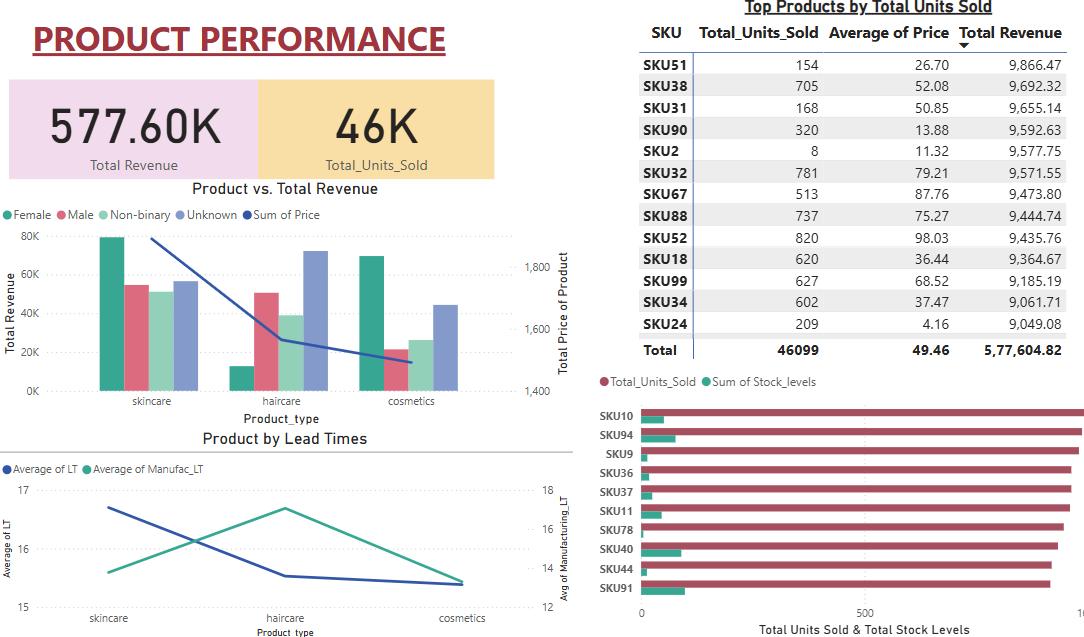 PRODUCT PERFORMANCE
577.60K
Total Revenue
46K
Total_Units_Sold
Product vs. Total Revenue
Female Male Non-binary Unknown Sum of Price
Total Revenue
80K
60K
40K
20K
0K
1,800
1,600
1,400
Total Price of Product
skincare haircare cosmetics
Product_type
Product by Lead Times
Average of LT Average of Manufac_LT
Average of LT
17
16
15
18
16
14
12
Avg of Manufacturing_LT
skincare haircare cosmetics
Product_type
Top Products by Total Units Sold
SKU Total_Units_Sold Average of Price Total Revenue
SKU51 154 26.70 9,866.47
SKU38 705 52.08 9,692.32
SKU31 168 50.85 9,655.14
SKU90 320 13.88 9,592.63
SKU2 8 11.32 9,577.75
SKU32 781 79.21 9,571.55
SKU67 513 87.76 9,473.80
SKU88 737 75.27 9,444.74
SKU52 820 98.03 9,435.76
SKU18 620 36.44 9,364.67
SKU99 627 68.52 9,185.19
SKU34 602 37.47 9,061.71
SKU24 209 4.16 9,049.08
Total 46099 49.46 5,77,604.82
Total_Units_Sold Sum of Stock_levels
SKU10
SKU94
SKU9
SKU36
SKU37
SKU11
SKU78
SKU40
SKU44
SKU91
0 500
Total Units Sold & Total Stock Levels